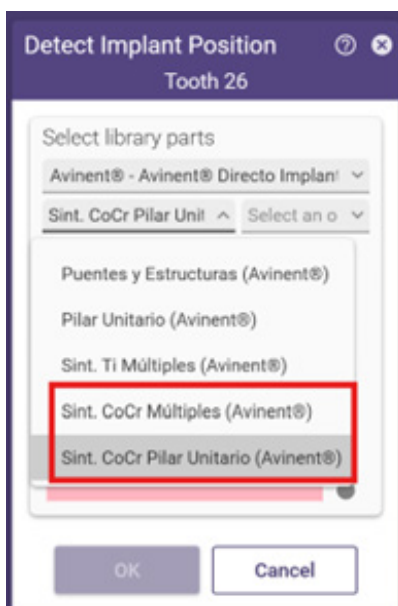 Detect Implant Position
Tooth 26
Select library parts
Avinent® - Avinent® Directo Implan
Sint. CoCr Pilar Unit Select an o
Puentes y Estructuras (Avinent®)
Pilar Unitario (Avinent®)
Sint. Ti Múltiples (Avinent®)
Sint. CoCr Múltiples (Avinent®)
Sint. CoCr Pilar Unitario (Avinent®)
OK Cancel